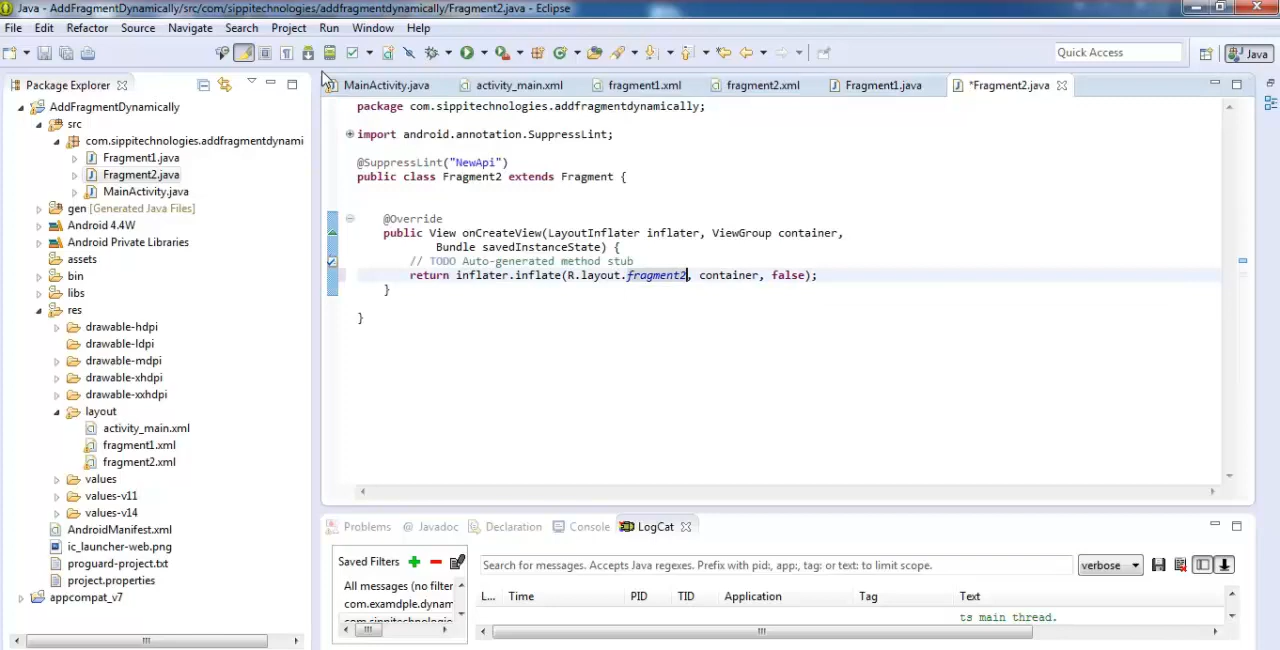 Java - AddFragmentDynamically/src/com/sippitechnologies/addfragmentdynamically/Fragment2.java - Eclipse
File Edit Refactor Source Navigate Search Project Run Window Help
Quick Access
Java
Package Explorer
MainActivity.java activity_main.xml fragment1.xml fragment2.xml Fragment1.java *Fragment2.java
AddFragmentDynamically
src
com.sippitechnologies.addfragmentdynami
Fragment1.java
Fragment2.java
MainActivity.java
gen [Generated Java Files]
Android 4.4W
Android Private Libraries
assets
bin
libs
res
drawable-hdpi
drawable-ldpi
drawable-mdpi
drawable-xhdpi
drawable-xxhdpi
layout
activity_main.xml
fragment1.xml
fragment2.xml
values
values-v11
values-v14
AndroidManifest.xml
ic_launcher-web.png
proguard-project.txt
project.properties
appcompat_v7
package com.sippitechnologies.addfragmentdynamically;
import android.annotation.SuppressLint;
@SuppressLint("NewApi")
public class Fragment2 extends Fragment {
@Override
public View onCreateView(LayoutInflater inflater, ViewGroup container,
Bundle savedInstanceState) {
// TODO Auto-generated method stub
return inflater.inflate(R.layout.fragment2, container, false);
}
}
Problems @ Javadoc Declaration Console LogCat
Saved Filters
All messages (no filter
com.examdple.dynam
Search for messages. Accepts Java regexes. Prefix with pid:, app:, tag: or text: to limit scope.
verbose
L... Time PID TID Application Tag Text
ts main thread.